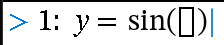 > 1: y = sin(▯)